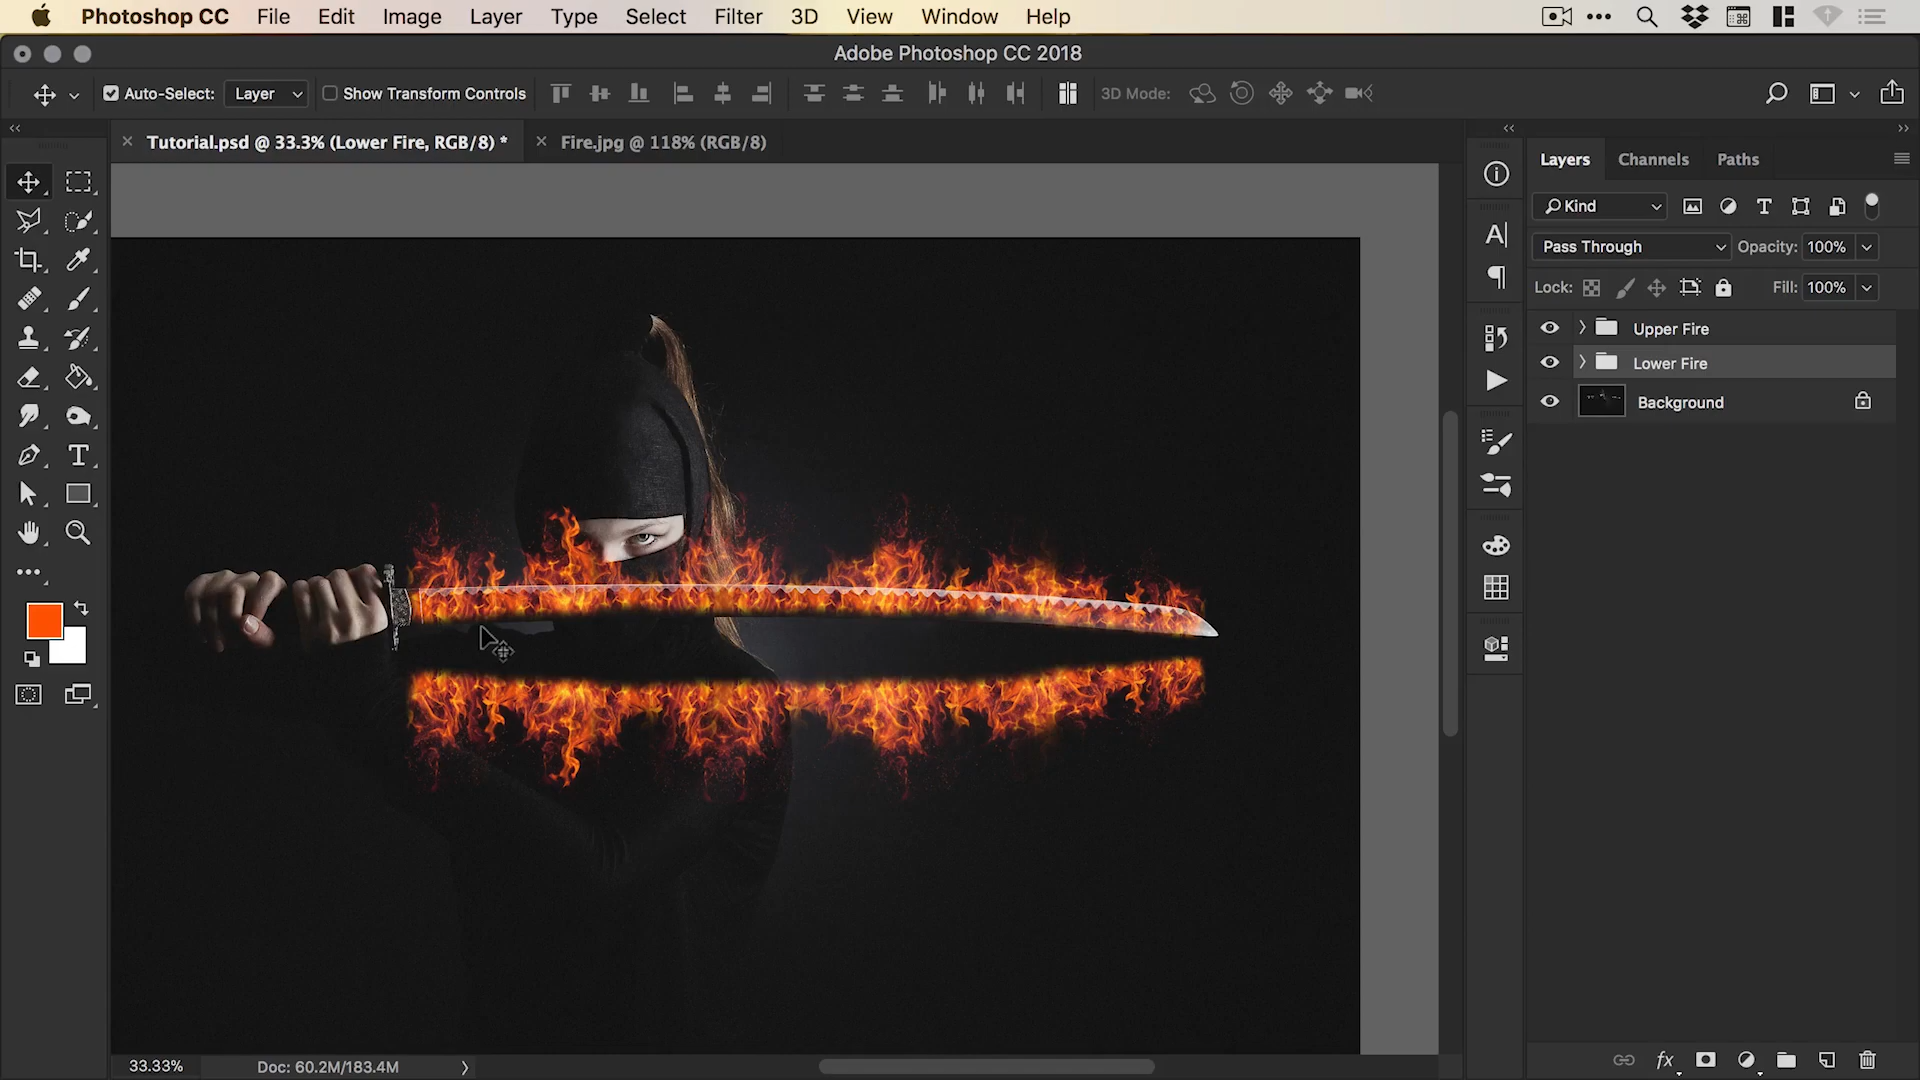 Photoshop CC File Edit Image Layer Type Select Filter 3D View Window Help
Adobe Photoshop CC 2018
Auto-Select: Layer Show Transform Controls 3D Mode:
Tutorial.psd @ 33.3% (Lower Fire, RGB/8) * Fire.jpg @ 118% (RGB/8)
Layers Channels Paths
Kind
Pass Through Opacity: 100%
Lock: Fill: 100%
Upper Fire
Lower Fire
Background
33.33% Doc: 60.2M/183.4M